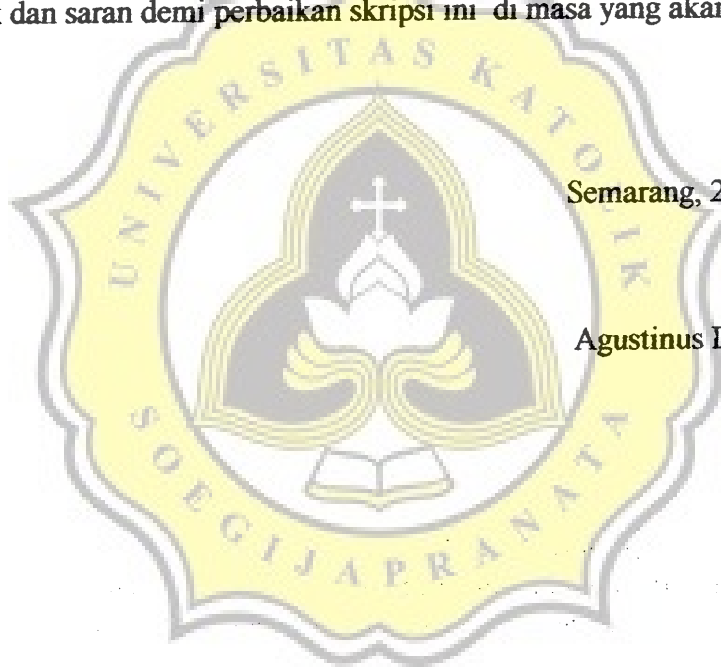 dan saran demi perbaikan skripsi ini di masa yang akan
Semarang, 2
Agustinus
UNIVERSITAS KATOLIK
SOEGIJAPRANATA